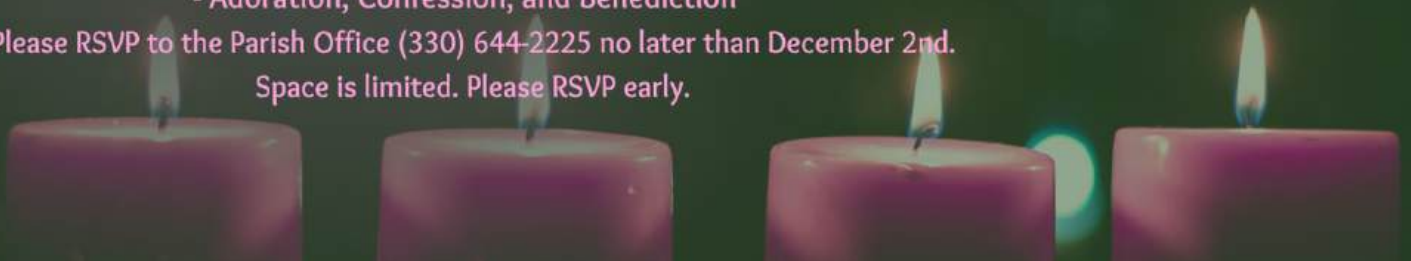 - Adoration, Confession, and Benediction
Please RSVP to the Parish Office (330) 644-2225 no later than December 2nd.
Space is limited. Please RSVP early.